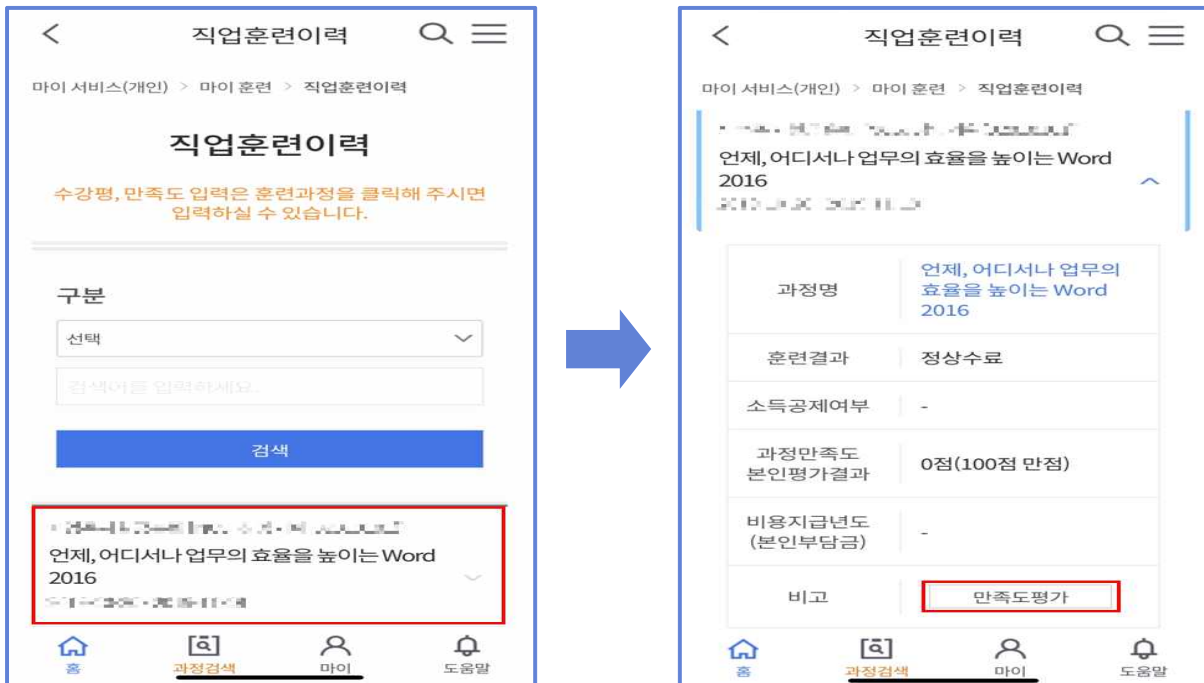 직업훈련이력
마이 서비스(개인) > 마이 훈련 > 직업훈련이력
직업훈련이력
수강평, 만족도 입력은 훈련과정을 클릭해 주시면
입력하실 수 있습니다.
구분
선택
검색어를 입력하세요.
검색
언제, 어디서나 업무의 효율을 높이는 Word
2016
홈
과정검색
마이
도움말
직업훈련이력
마이 서비스(개인) > 마이 훈련 > 직업훈련이력
언제, 어디서나 업무의 효율을 높이는 Word
2016
과정명
언제, 어디서나 업무의
효율을 높이는 Word
2016
훈련결과
정상수료
소득공제여부
-
과정만족도
본인평가결과
0점(100점 만점)
비용지급년도
(본인부담금)
-
비고
만족도평가
홈
과정검색
마이
도움말